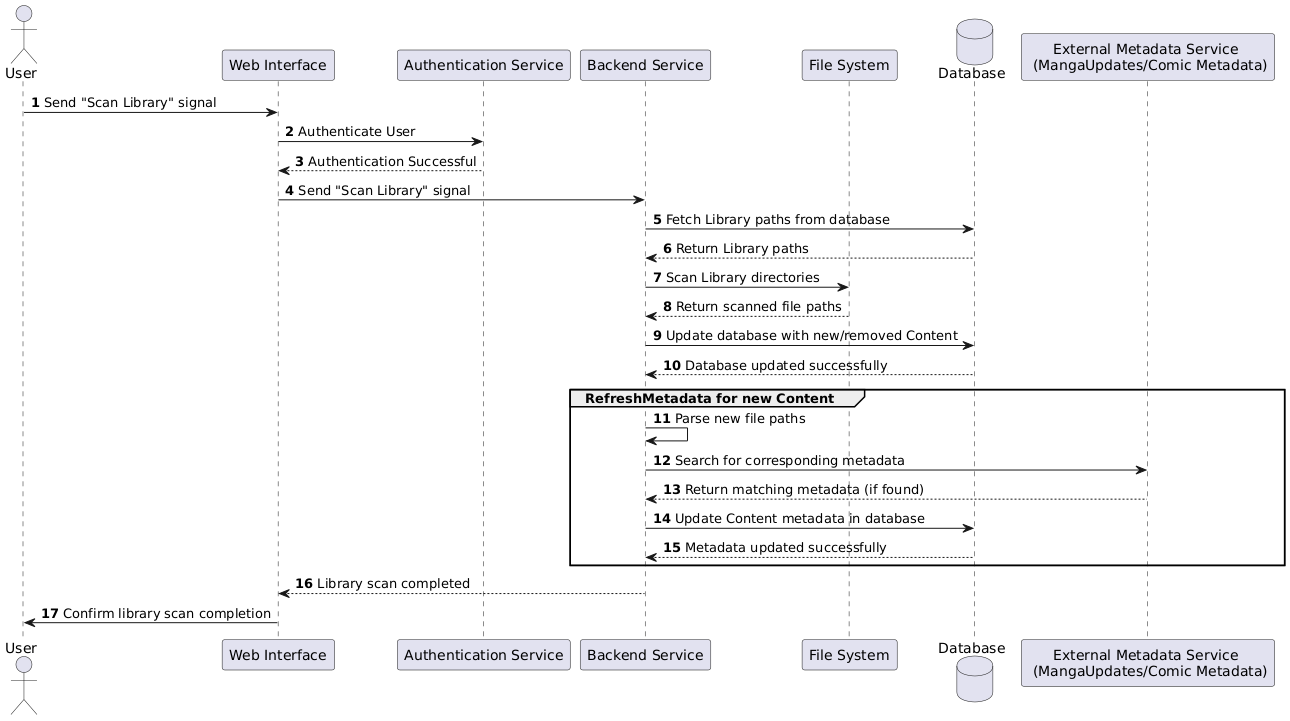 User
Web Interface
Authentication Service
Backend Service
File System
Database
External Metadata Service
(MangaUpdates/Comic Metadata)
1 Send "Scan Library" signal
2 Authenticate User
3 Authentication Successful
4 Send "Scan Library" signal
5 Fetch Library paths from database
6 Return Library paths
7 Scan Library directories
8 Return scanned file paths
9 Update database with new/removed Content
10 Database updated successfully
RefreshMetadata for new Content
11 Parse new file paths
12 Search for corresponding metadata
13 Return matching metadata (if found)
14 Update Content metadata in database
15 Metadata updated successfully
16 Library scan completed
17 Confirm library scan completion
User
Web Interface
Authentication Service
Backend Service
File System
Database
External Metadata Service
(MangaUpdates/Comic Metadata)